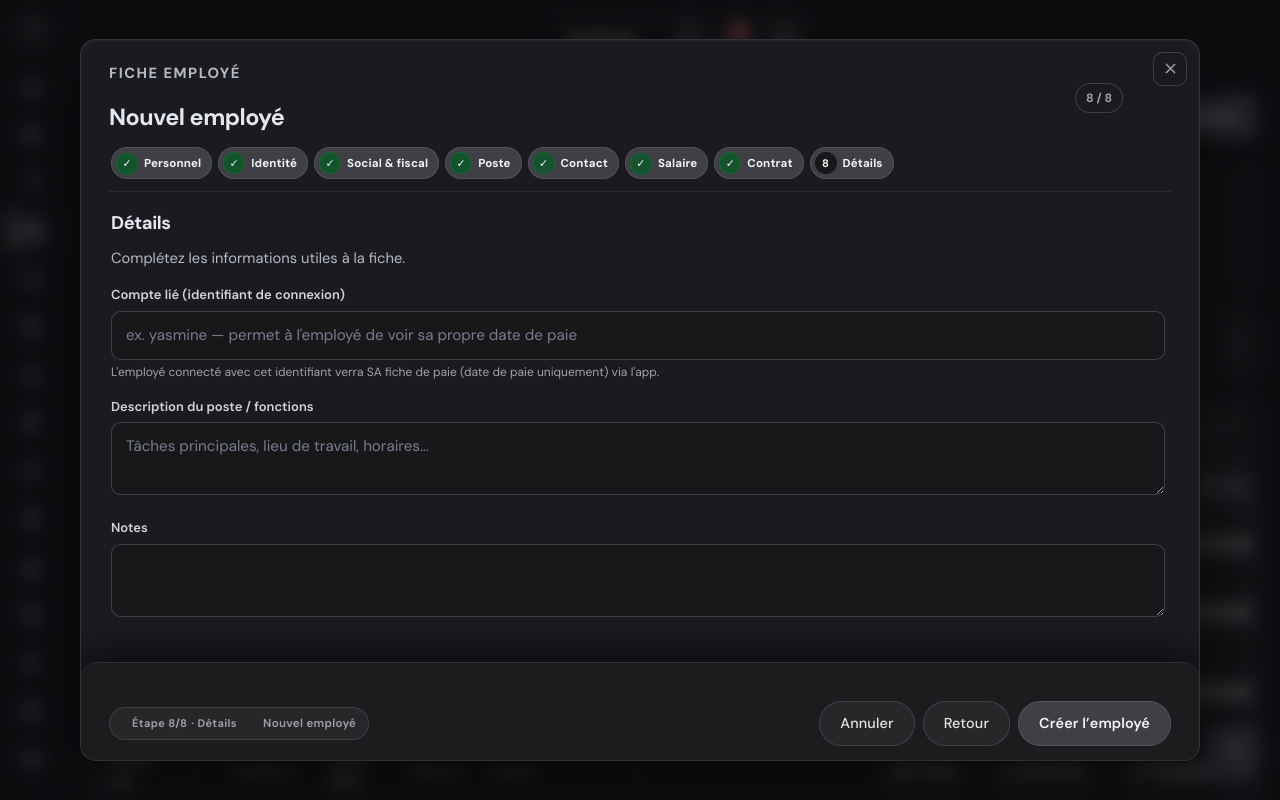 FICHE EMPLOYÉ
8 / 8
Nouvel employé
✓ Personnel ✓ Identité ✓ Social & fiscal ✓ Poste ✓ Contact ✓ Salaire ✓ Contrat 8 Détails
Détails
Complétez les informations utiles à la fiche.
Compte lié (identifiant de connexion)
ex. yasmine — permet à l'employé de voir sa propre date de paie
L'employé connecté avec cet identifiant verra SA fiche de paie (date de paie uniquement) via l'app.
Description du poste / fonctions
Tâches principales, lieu de travail, horaires…
Notes
Étape 8/8 · Détails Nouvel employé
Annuler Retour Créer l’employé